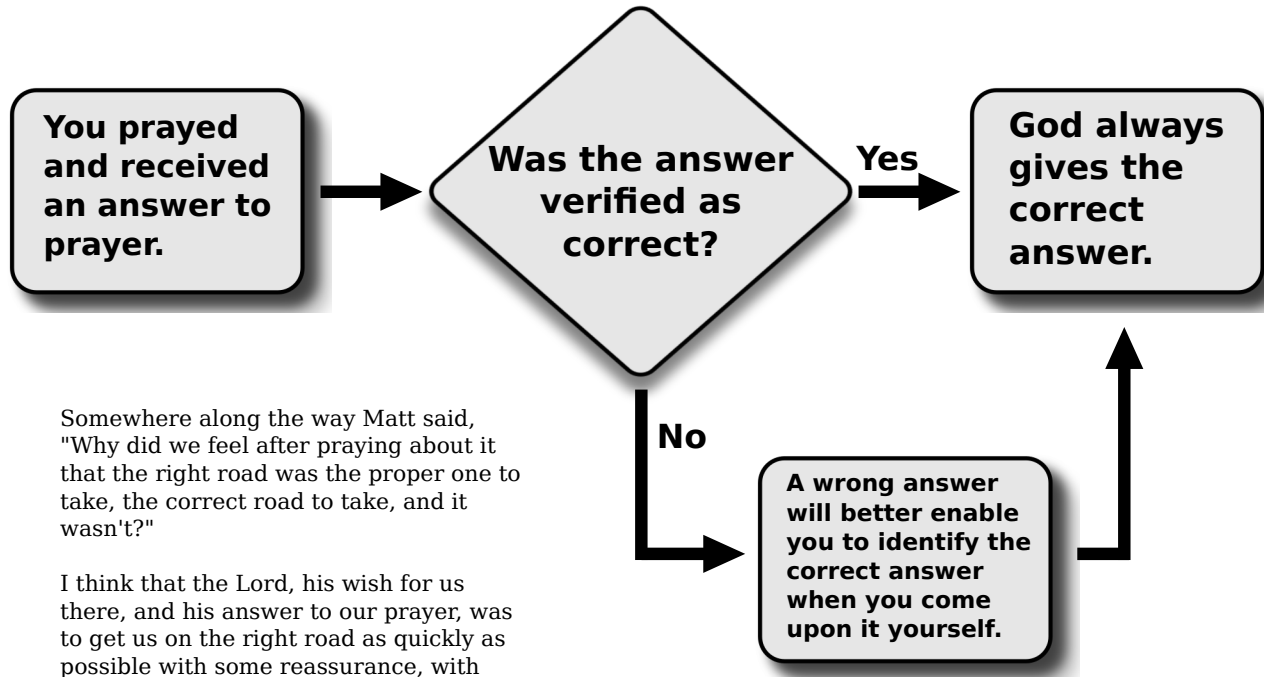 You prayed
and received
an answer to
prayer.
Was the answer
verified as
correct?
Yes
God always
gives the
correct
answer.
No
A wrong answer
will better enable
you to identify the
correct answer
when you come
upon it yourself.
Somewhere along the way Matt said,
"Why did we feel after praying about it
that the right road was the proper one to
take, the correct road to take, and it
wasn't?"
I think that the Lord, his wish for us
there, and his answer to our prayer, was
to get us on the right road as quickly as
possible with some reassurance, with